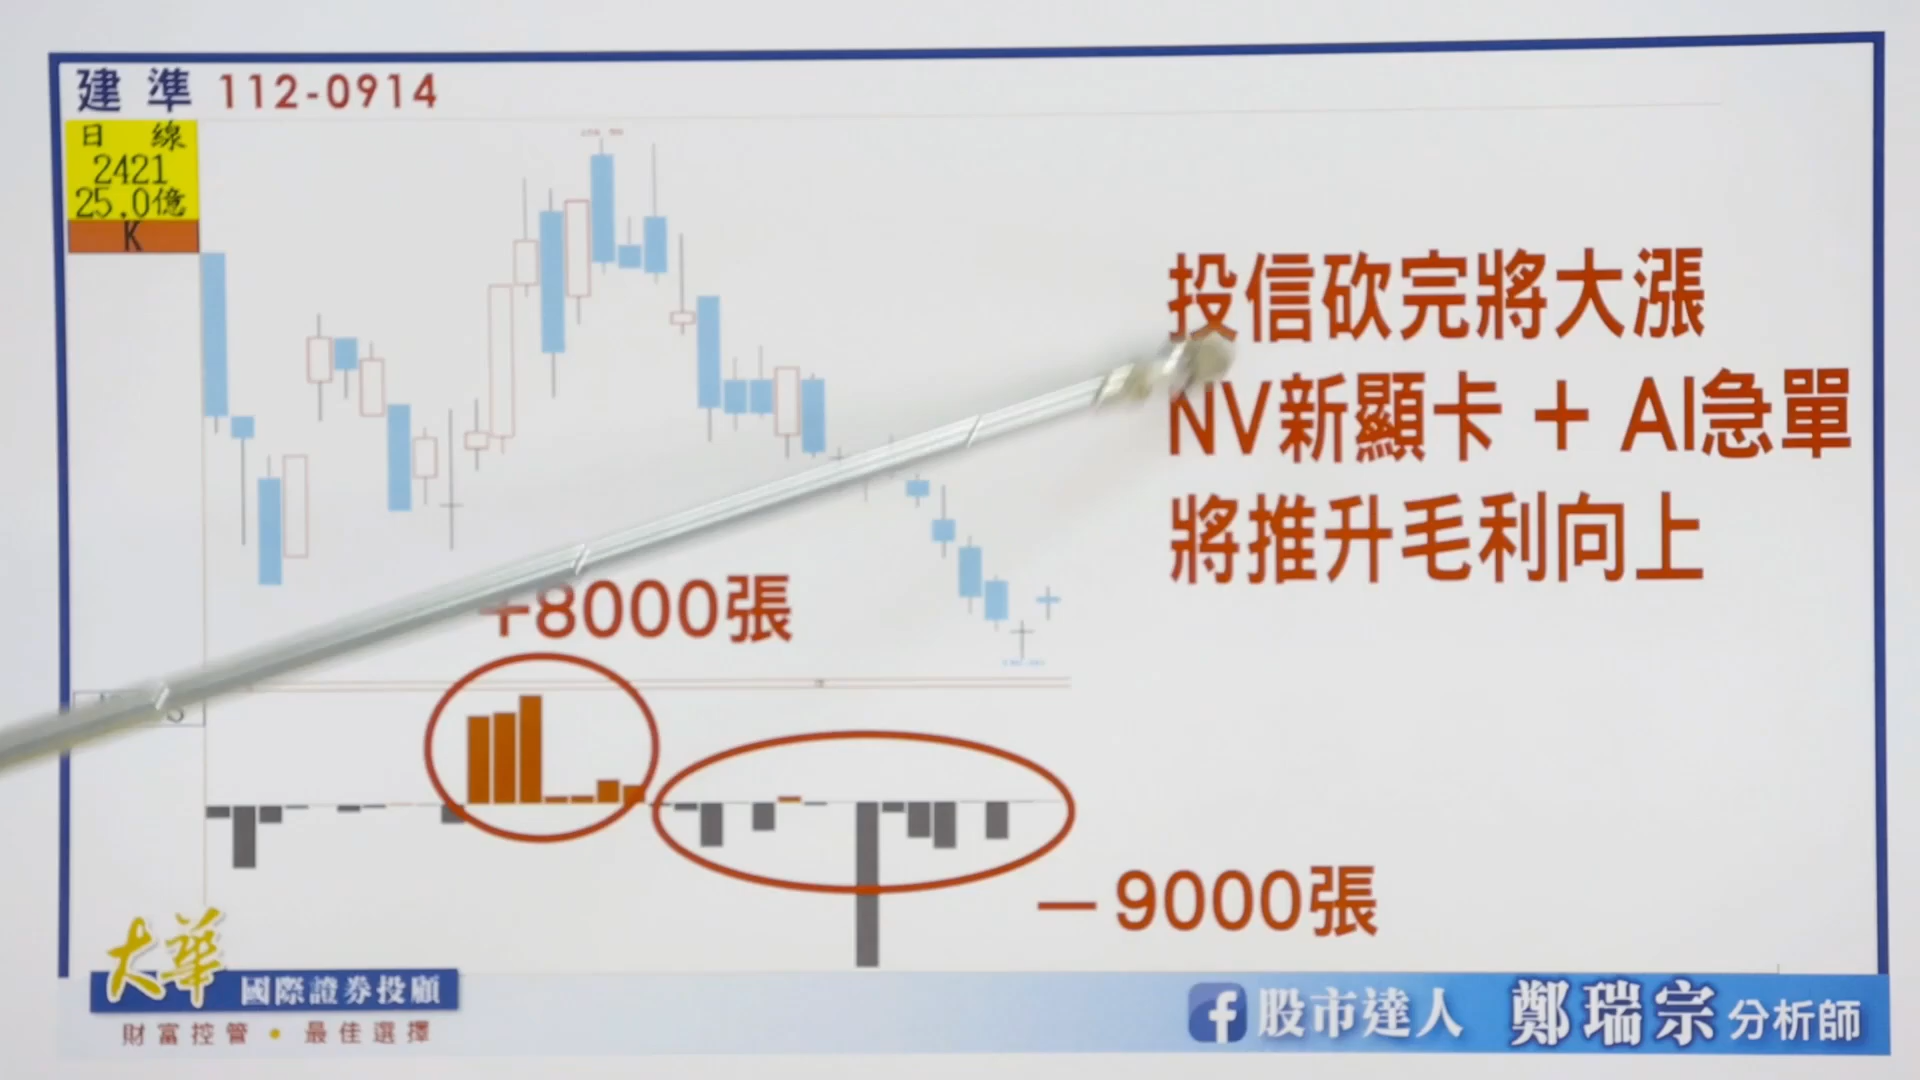 建準 112-0914
日 線
2421
25.0億
K
投信砍完將大漲
NV新顯卡 + AI急單
將推升毛利向上
+8000張
S
— 9000張
大華
國際證券投顧
財富控管 • 最佳選擇
股市達人 鄭瑞宗 分析師